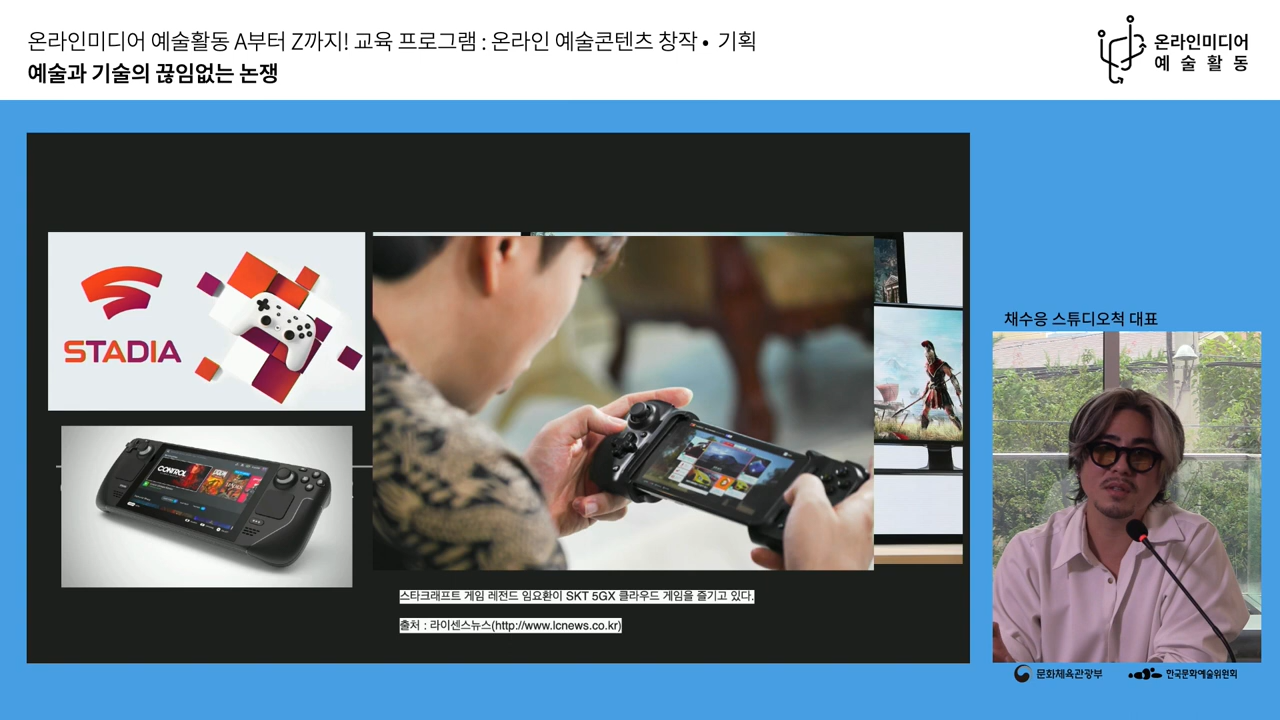 온라인미디어 예술활동 A부터 Z까지! 교육 프로그램 : 온라인 예술콘텐츠 창작 • 기획
예술과 기술의 끊임없는 논쟁
온라인미디어
예술활동
STADIA
CONTROL
스타크래프트 게임 레전드 임요환이 SKT 5GX 클라우드 게임을 즐기고 있다.
출처 : 라이센스뉴스(http://www.lcnews.co.kr)
채수응 스튜디오척 대표
문화체육관광부
한국문화예술위원회